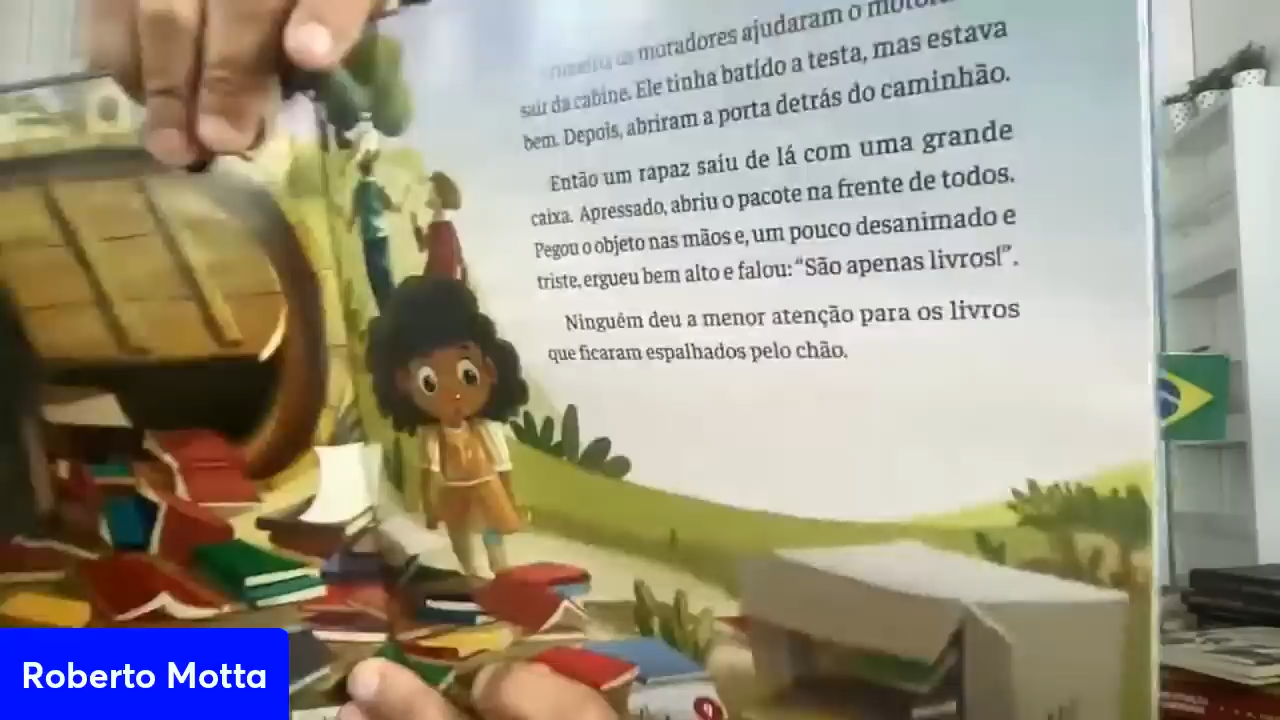 os moradores ajudaram o
sair da cabine. Ele tinha batido a testa, mas estava
bem. Depois, abriram a porta detrás do caminhão.
Então um rapaz saiu de lá com uma grande
caixa. Apressado, abriu o pacote na frente de todos.
Pegou o objeto nas mãos e, um pouco desanimado e
triste, ergueu bem alto e falou: “São apenas livros!”.
Ninguém deu a menor atenção para os livros
que ficaram espalhados pelo chão.
9
Roberto Motta